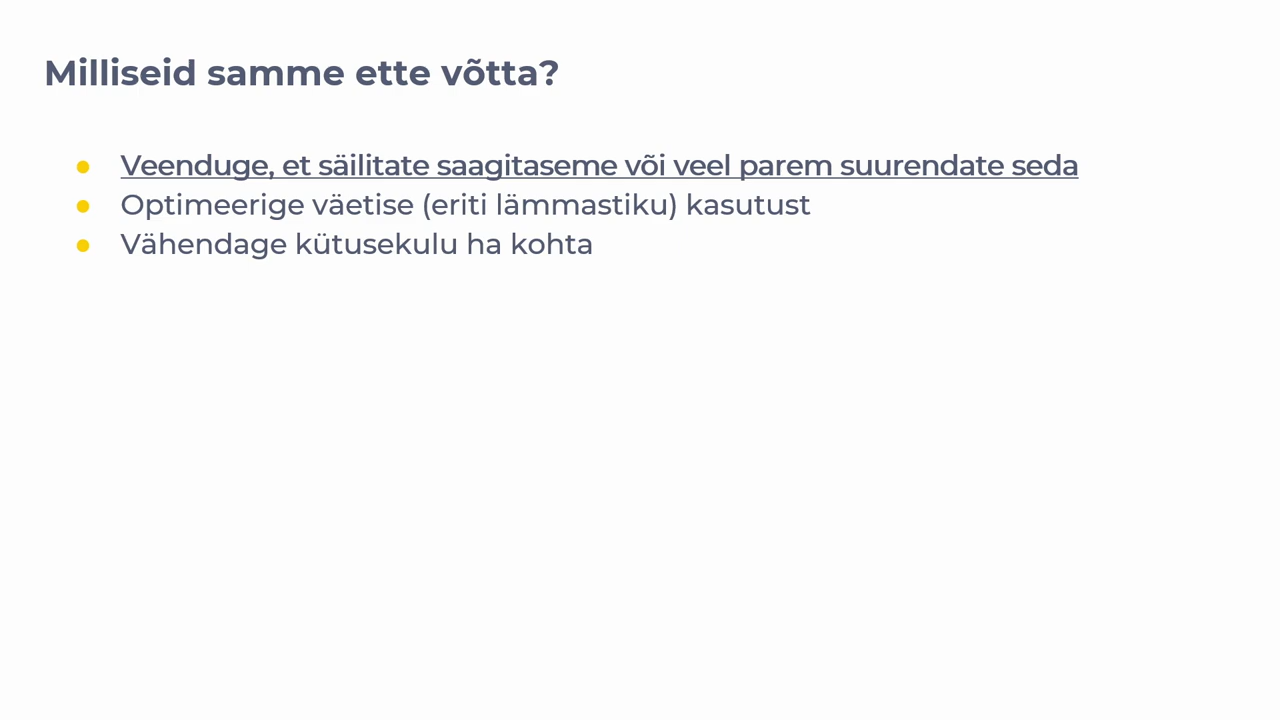 Milliseid samme ette võtta?
● Veenduge, et säilitate saagitaseme või veel parem suurendate seda
● Optimeerige väetise (eriti lämmastiku) kasutust
● Vähendage kütusekulu ha kohta